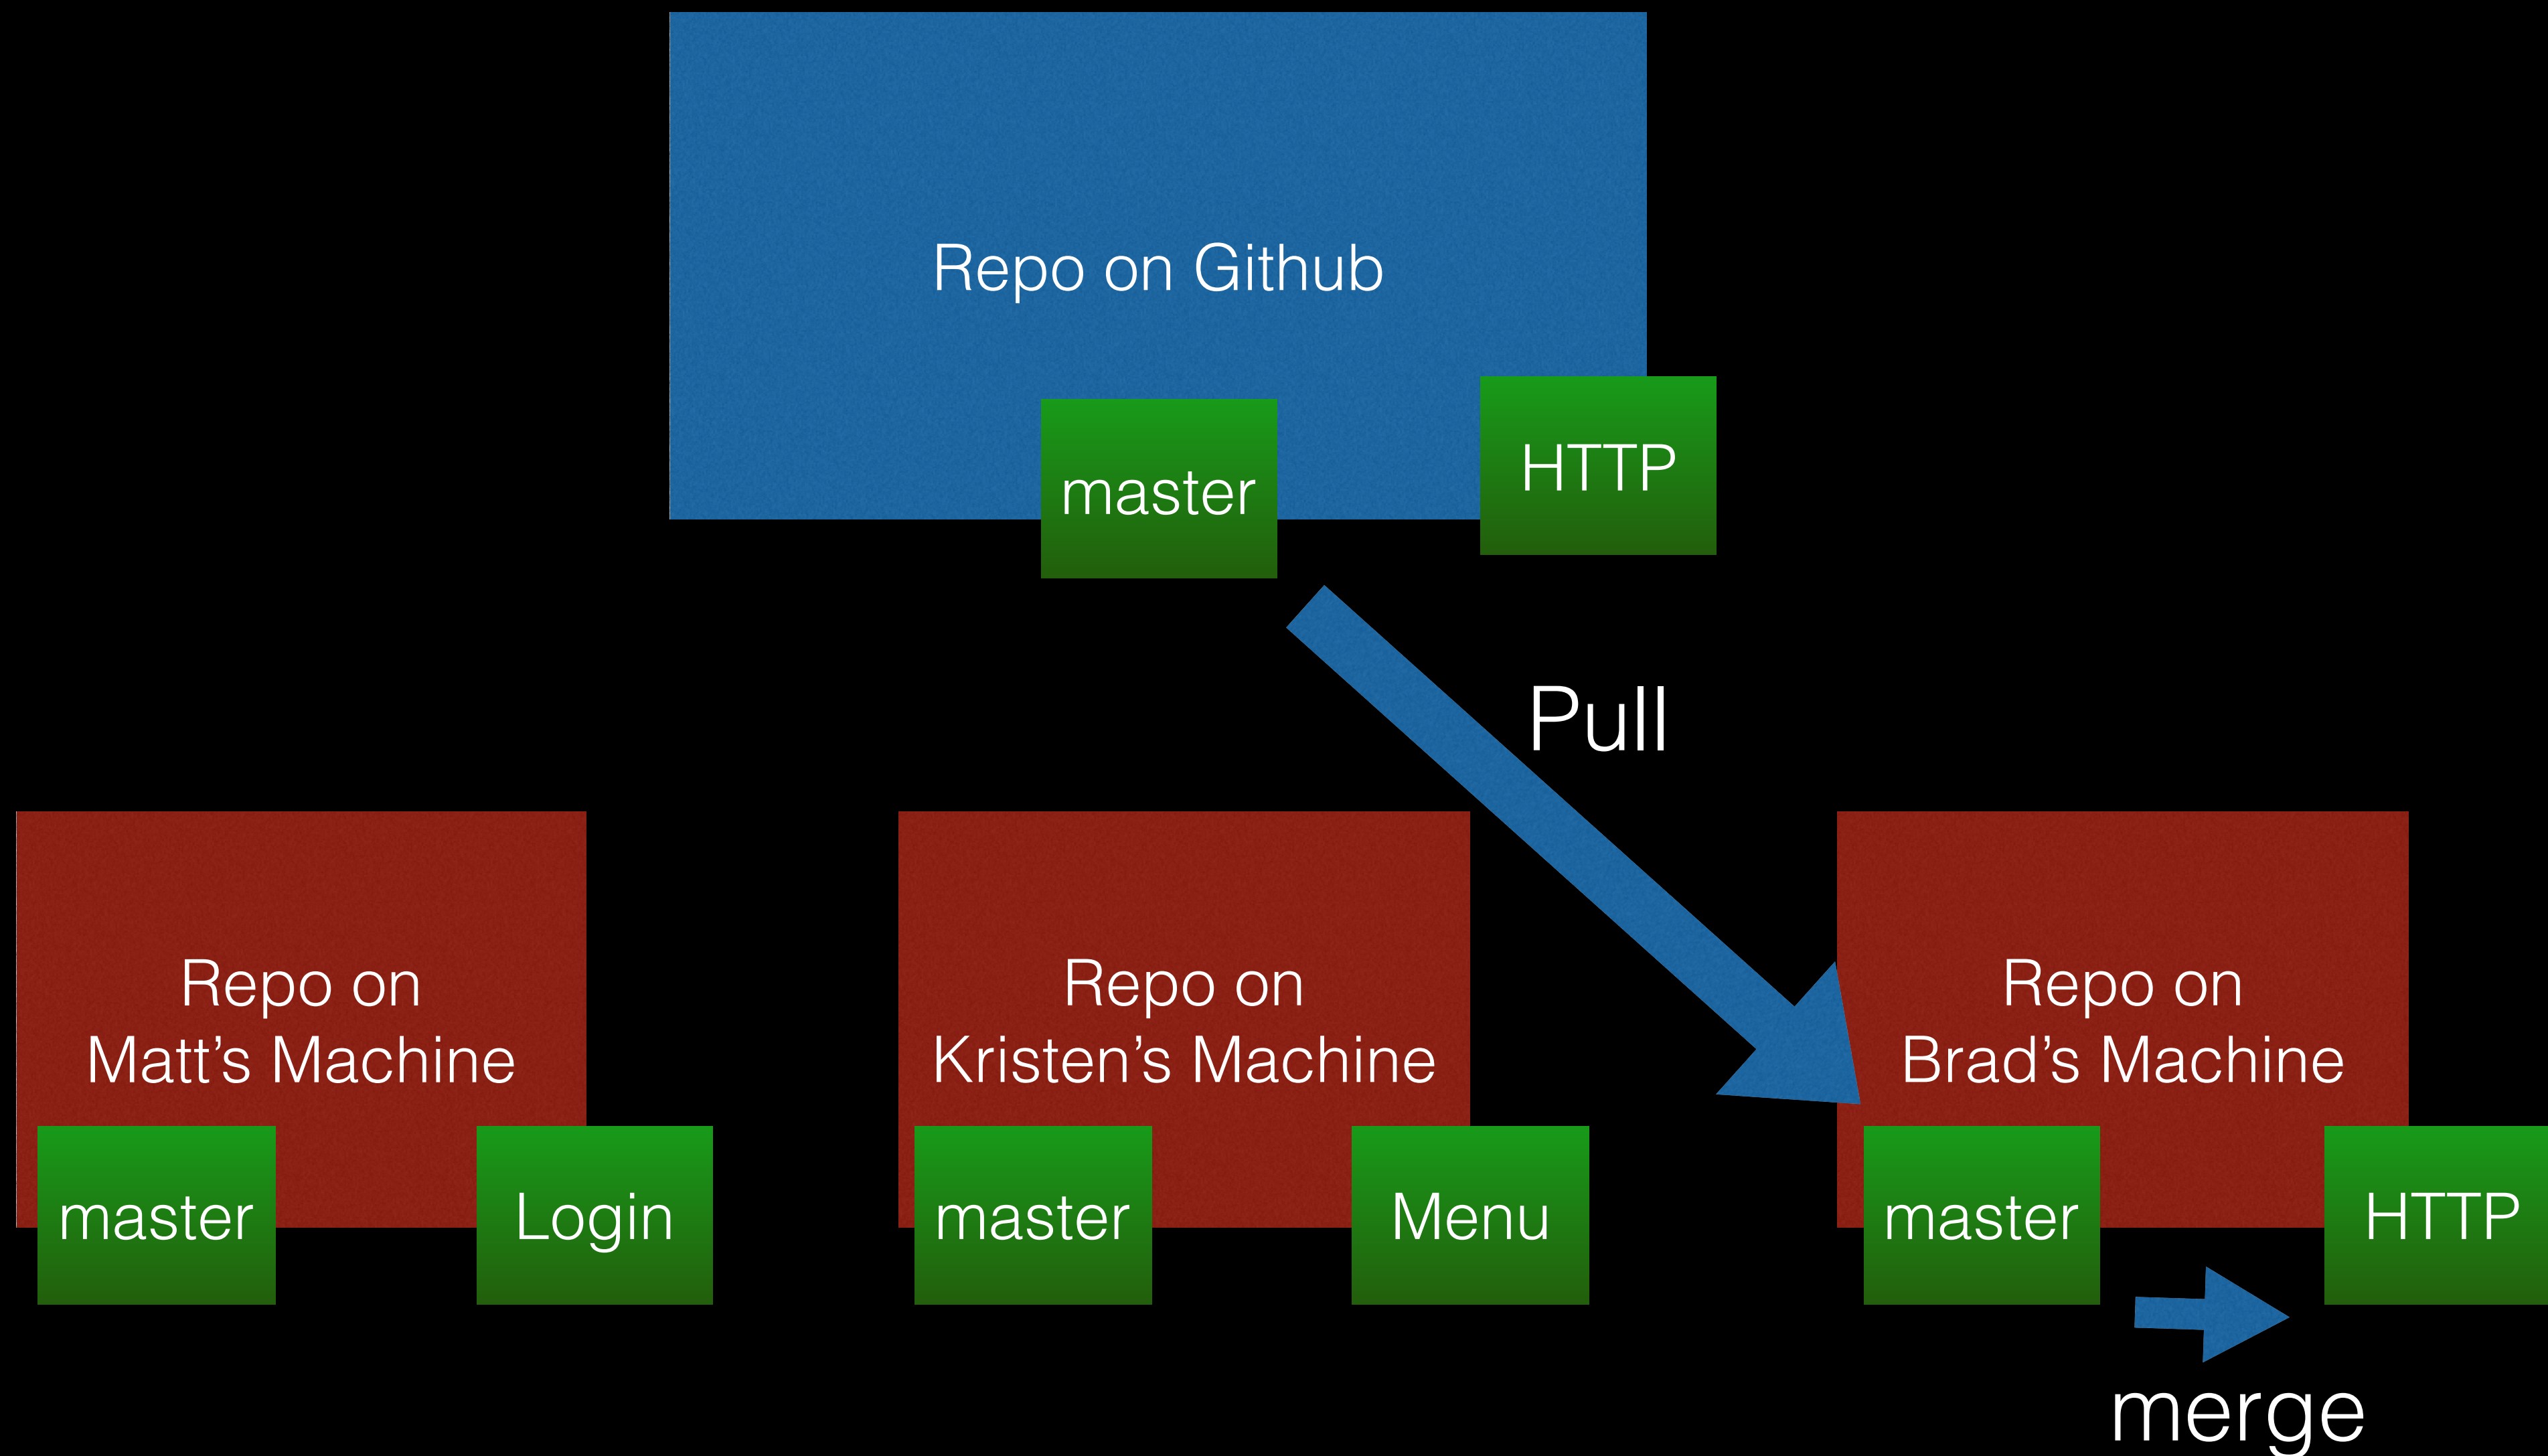 Repo on Github
master
HTTP
Pull
Repo on
Matt’s Machine
master
Login
Repo on
Kristen’s Machine
master
Menu
Repo on
Brad’s Machine
master
HTTP
merge